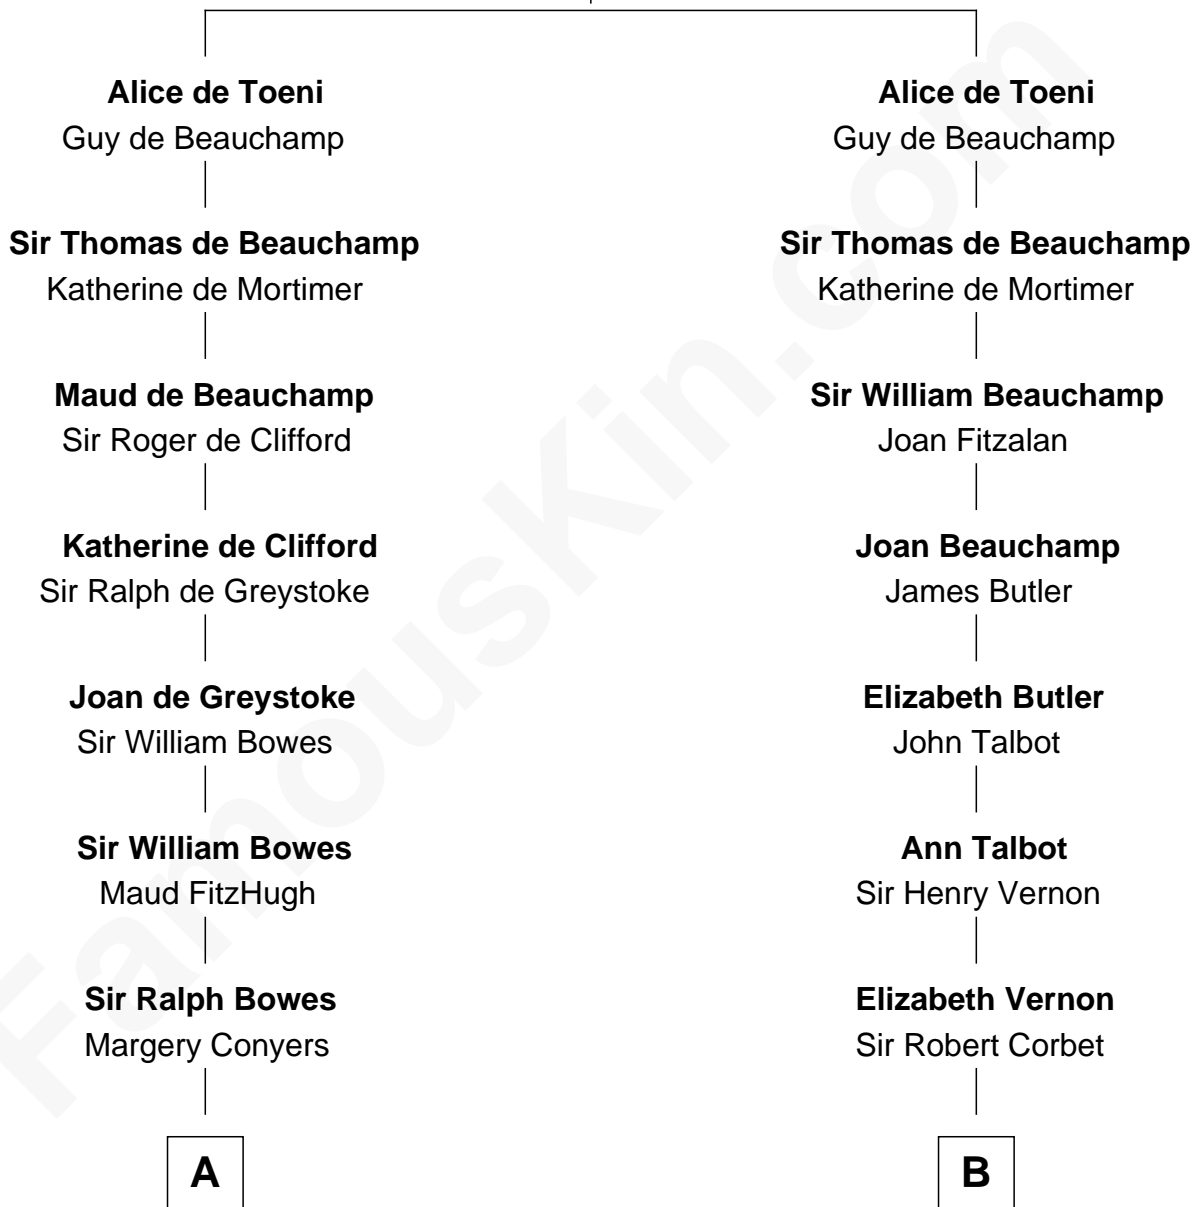 Alice de Toeni
Guy de Beauchamp
Sir Thomas de Beauchamp
Katherine de Mortimer
Maud de Beauchamp
Sir Roger de Clifford
Katherine de Clifford
Sir Ralph de Greystoke
Joan de Greystoke
Sir William Bowes
Sir William Bowes
Maud FitzHugh
Sir Ralph Bowes
Margery Conyers
A
Alice de Toeni
Guy de Beauchamp
Sir Thomas de Beauchamp
Katherine de Mortimer
Sir William Beauchamp
Joan Fitzalan
Joan Beauchamp
James Butler
Elizabeth Butler
John Talbot
Ann Talbot
Sir Henry Vernon
Elizabeth Vernon
Sir Robert Corbet
B
FamousKin.com